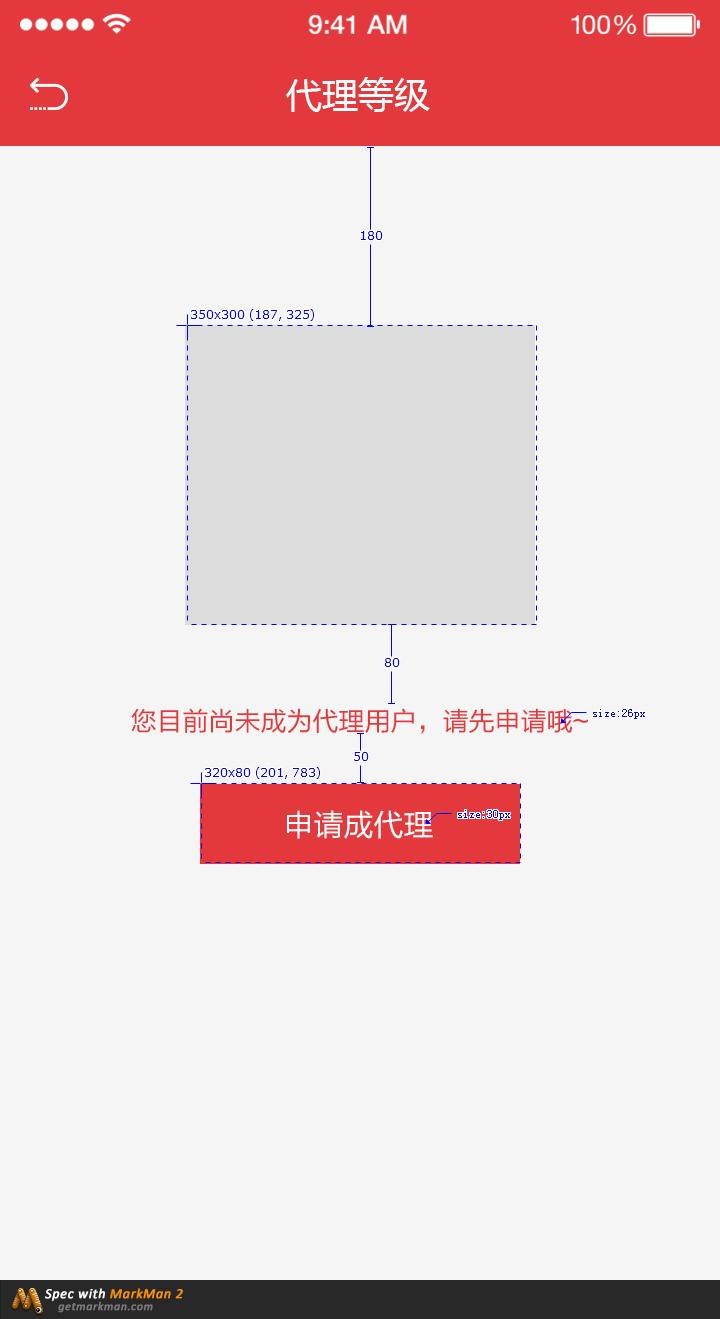 9:41 AM 100%
代理等级
180
350x300 (187, 325)
80
您目前尚未成为代理用户，请先申请哦~ size:26px
50
320x80 (201, 783)
申请成代理 size:30px
Spec with MarkMan 2
getmarkman.com